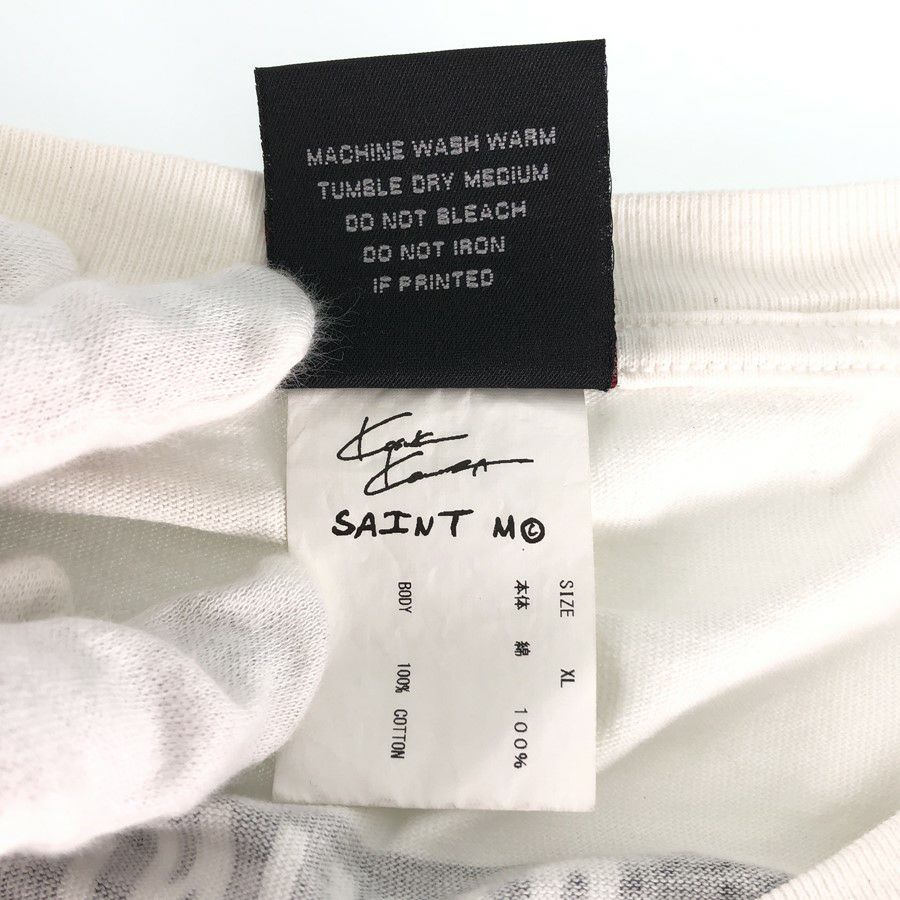 MACHINE WASH WARM
TUMBLE DRY MEDIUM
DO NOT BLEACH
DO NOT IRON
IF PRINTED
SAINT M©
SIZE XL
本体 綿 100%
BODY 100% COTTON